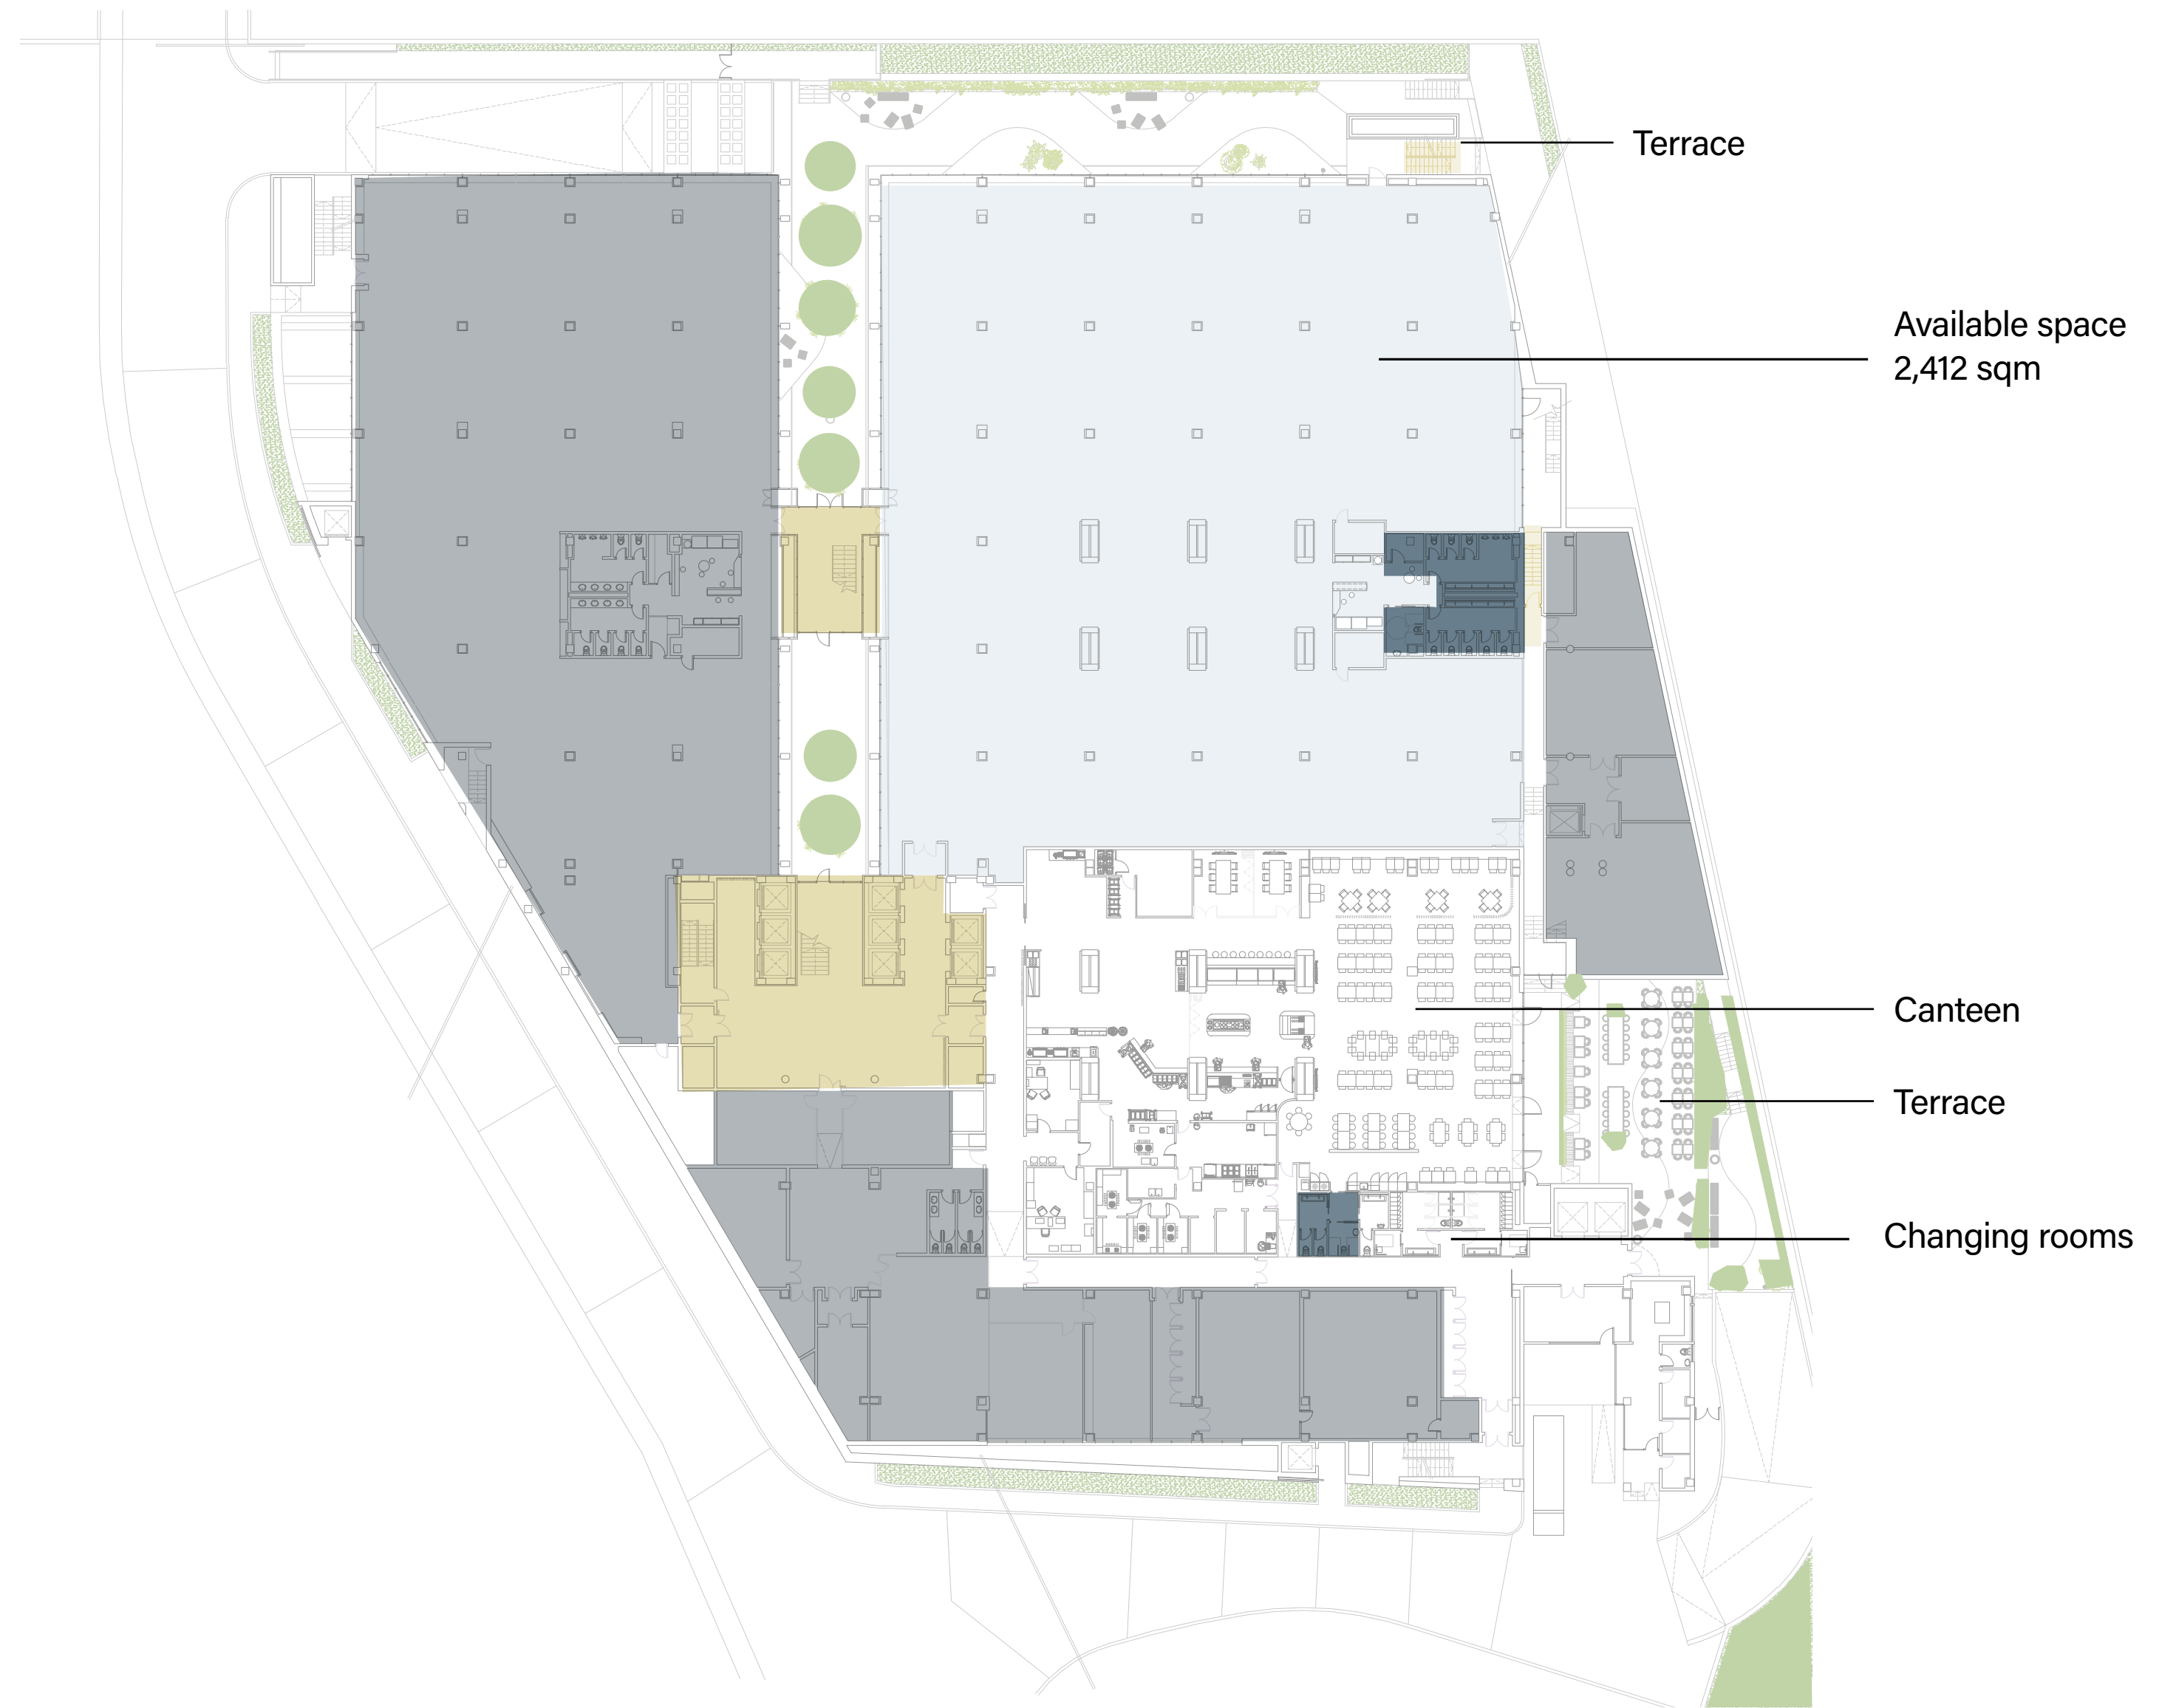 Terrace
Available space
2,412 sqm
Canteen
Terrace
Changing rooms